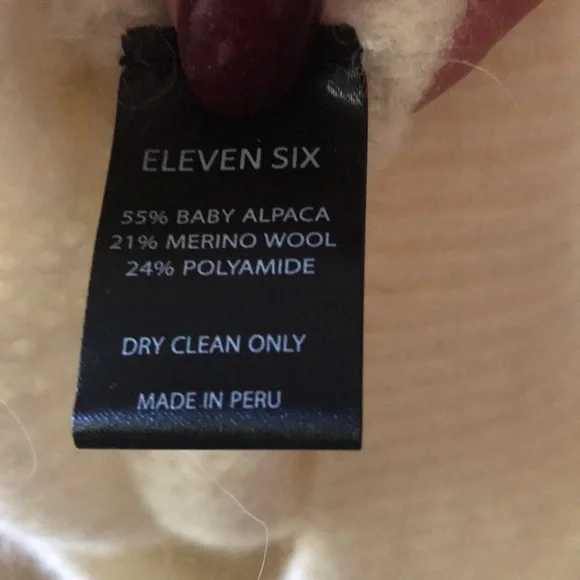 ELEVEN SIX
55% BABY ALPACA
21% MERINO WOOL
24% POLYAMIDE
DRY CLEAN ONLY
MADE IN PERU